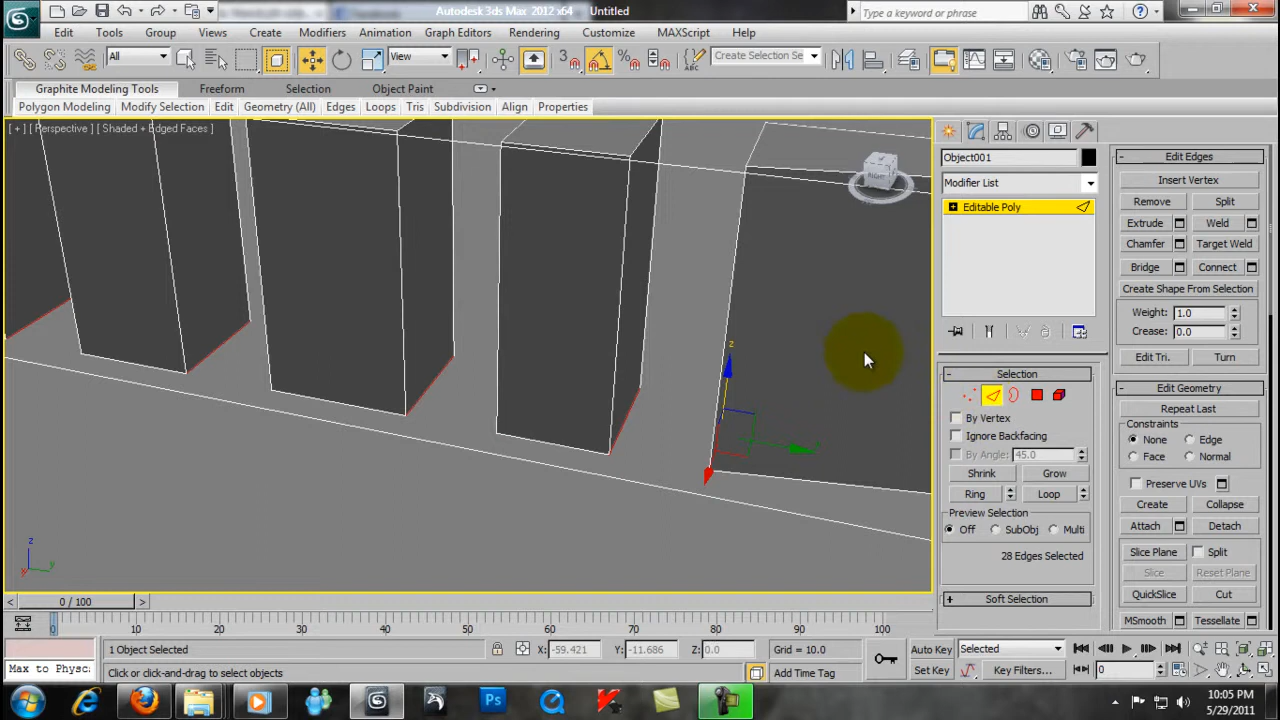 Autodesk 3ds Max 2012 x64 Untitled
Type a keyword or phrase
Edit Tools Group Views Create Modifiers Animation Graph Editors Rendering Customize MAXScript Help
All View 3 Create Selection Se
Graphite Modeling Tools Freeform Selection Object Paint
Polygon Modeling Modify Selection Edit Geometry (All) Edges Loops Tris Subdivision Align Properties
[ + ] [ Perspective ] [ Shaded + Edged Faces ]
RIGHT
z
z
y
x
Object001
Modifier List
Editable Poly
Selection
By Vertex
Ignore Backfacing
By Angle: 45.0
Shrink Grow
Ring Loop
Preview Selection
Off SubObj Multi
28 Edges Selected
Soft Selection
Edit Edges
Insert Vertex
Remove Split
Extrude Weld
Chamfer Target Weld
Bridge Connect
Create Shape From Selection
Weight: 1.0
Crease: 0.0
Edit Tri. Turn
Edit Geometry
Repeat Last
Constraints
None Edge
Face Normal
Preserve UVs
Create Collapse
Attach Detach
Slice Plane Split
Slice Reset Plane
QuickSlice Cut
MSmooth Tessellate
< 0 / 100 >
0 10 20 30 40 50 60 70 80 90 100
1 Object Selected X: -59.421 Y: -11.686 Z: 0.0 Grid = 10.0 Auto Key Selected
Max to Physc Click or click-and-drag to select objects Add Time Tag Set Key Key Filters... 0
Ps
10:05 PM
5/29/2011